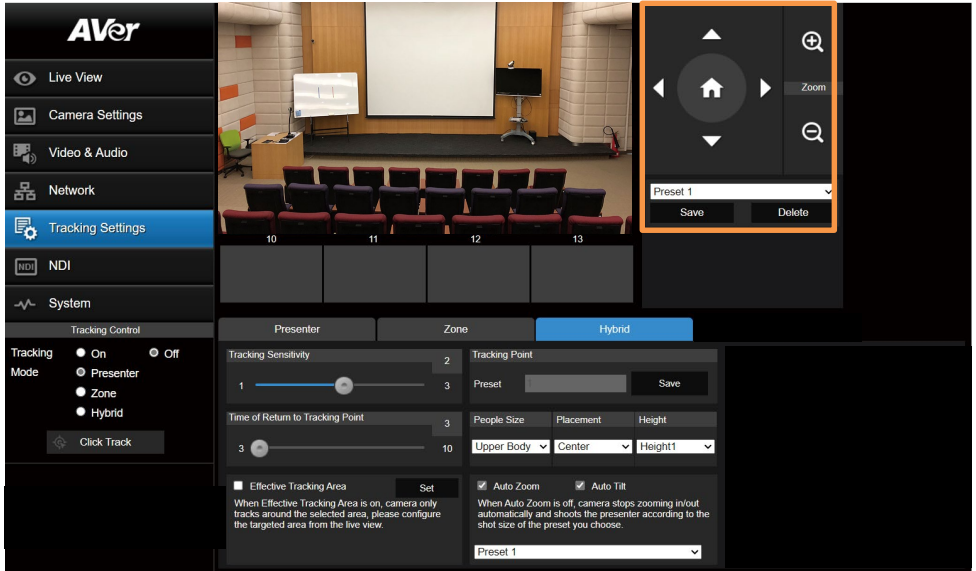 AVer
Live View
Camera Settings
Video & Audio
Network
Tracking Settings
NDI NDI
System
Tracking Control
Tracking On Off
Mode Presenter
Zone
Hybrid
Click Track
Zoom
Preset 1
Save Delete
10 11 12 13
Presenter Zone Hybrid
Tracking Sensitivity 2
1 3
Time of Return to Tracking Point 3
3 10
Effective Tracking Area Set
When Effective Tracking Area is on, camera only
tracks around the selected area, please configure
the targeted area from the live view.
Tracking Point
Preset 1 Save
People Size Placement Height
Upper Body Center Height1
Auto Zoom Auto Tilt
When Auto Zoom is off, camera stops zooming in/out
automatically and shoots the presenter according to the
shot size of the preset you choose.
Preset 1